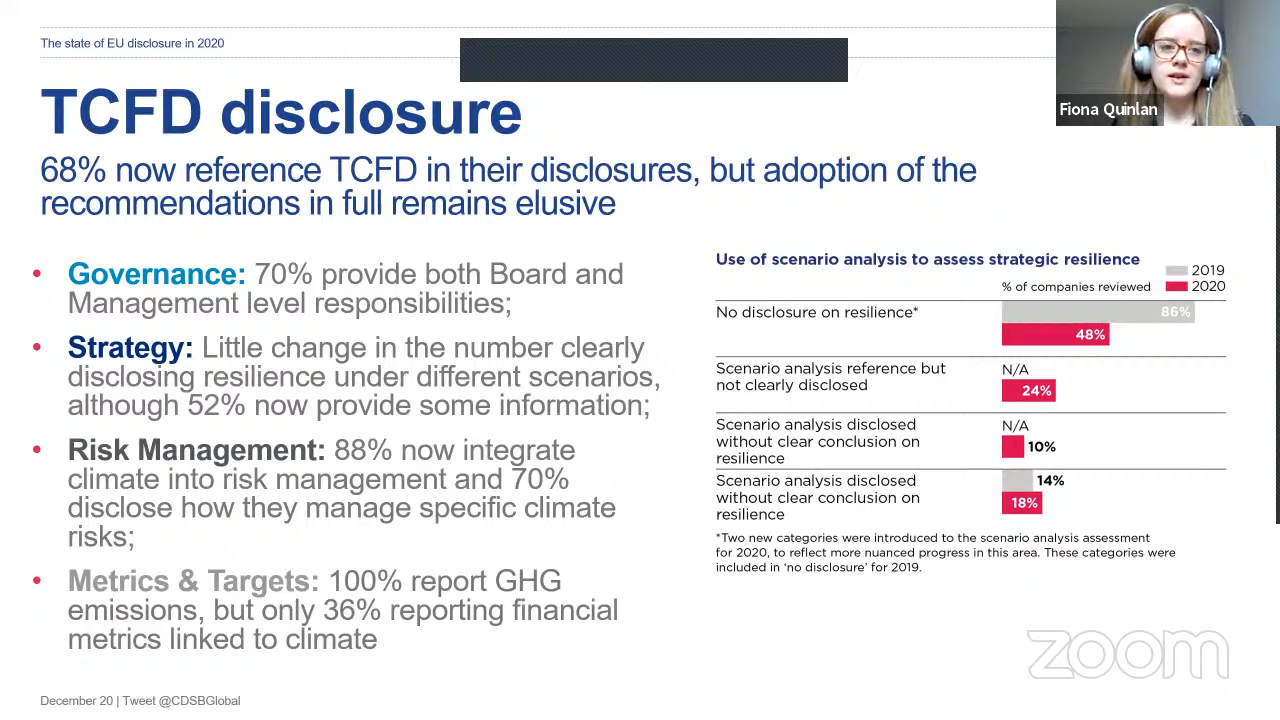 The state of EU disclosure in 2020
Fiona Quinlan
TCFD disclosure
68% now reference TCFD in their disclosures, but adoption of the
recommendations in full remains elusive
• Governance: 70% provide both Board and
Management level responsibilities;
• Strategy: Little change in the number clearly
disclosing resilience under different scenarios,
although 52% now provide some information;
• Risk Management: 88% now integrate
climate into risk management and 70%
disclose how they manage specific climate
risks;
• Metrics & Targets: 100% report GHG
emissions, but only 36% reporting financial
metrics linked to climate
Use of scenario analysis to assess strategic resilience
2019
% of companies reviewed
2020
No disclosure on resilience*
86%
48%
Scenario analysis reference but
not clearly disclosed
N/A
24%
Scenario analysis disclosed
without clear conclusion on
resilience
N/A
10%
Scenario analysis disclosed
without clear conclusion on
resilience
14%
18%
*Two new categories were introduced to the scenario analysis assessment
for 2020, to reflect more nuanced progress in this area. These categories were
included in ‘no disclosure’ for 2019.
zoom
December 20 | Tweet @CDSBGlobal